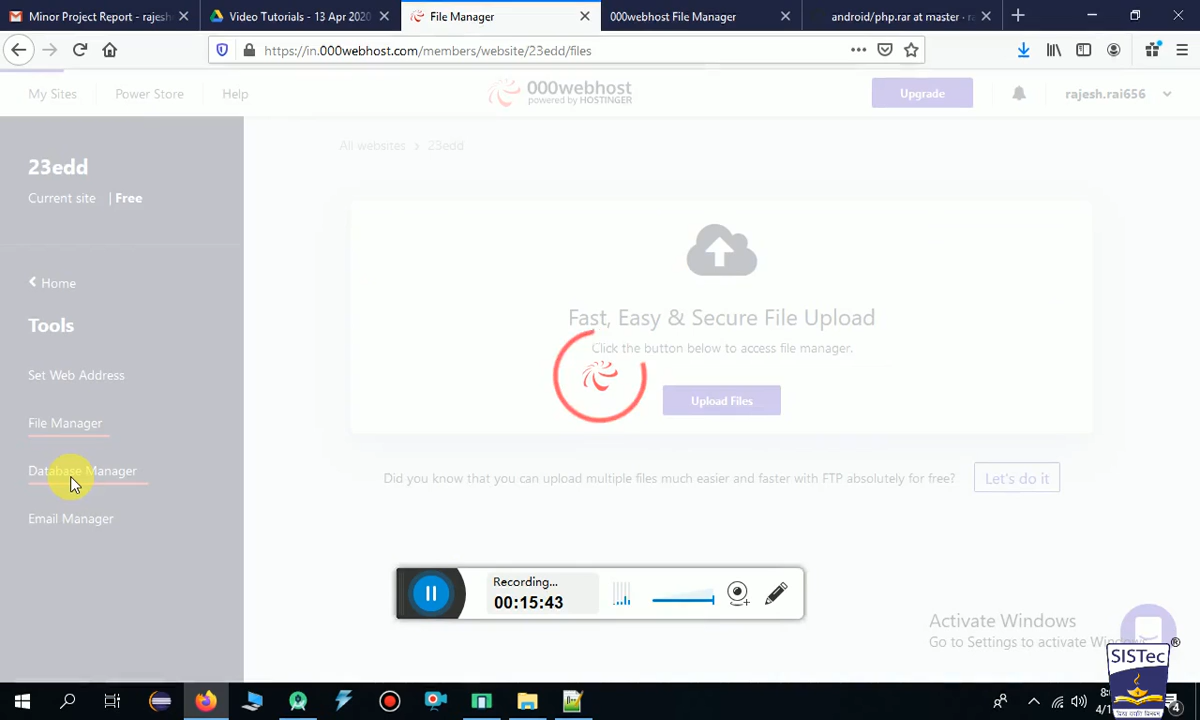 Minor Project Report - rajesh
Video Tutorials - 13 Apr 2020
File Manager
000webhost File Manager
android/php.rar at master · r
https://in.000webhost.com/members/website/23edd/files
My Sites
Power Store
Help
000webhost
powered by HOSTINGER
Upgrade
rajesh.rai656
23edd
Current site | Free
All websites > 23edd
Home
Tools
Set Web Address
File Manager
Database Manager
Email Manager
Fast, Easy & Secure File Upload
Click the button below to access file manager.
Upload Files
Did you know that you can upload multiple files much easier and faster with FTP absolutely for free?
Let's do it
Recording...
00:15:43
Activate Windows
Go to Settings to activate Windows.
SISTec
®
4